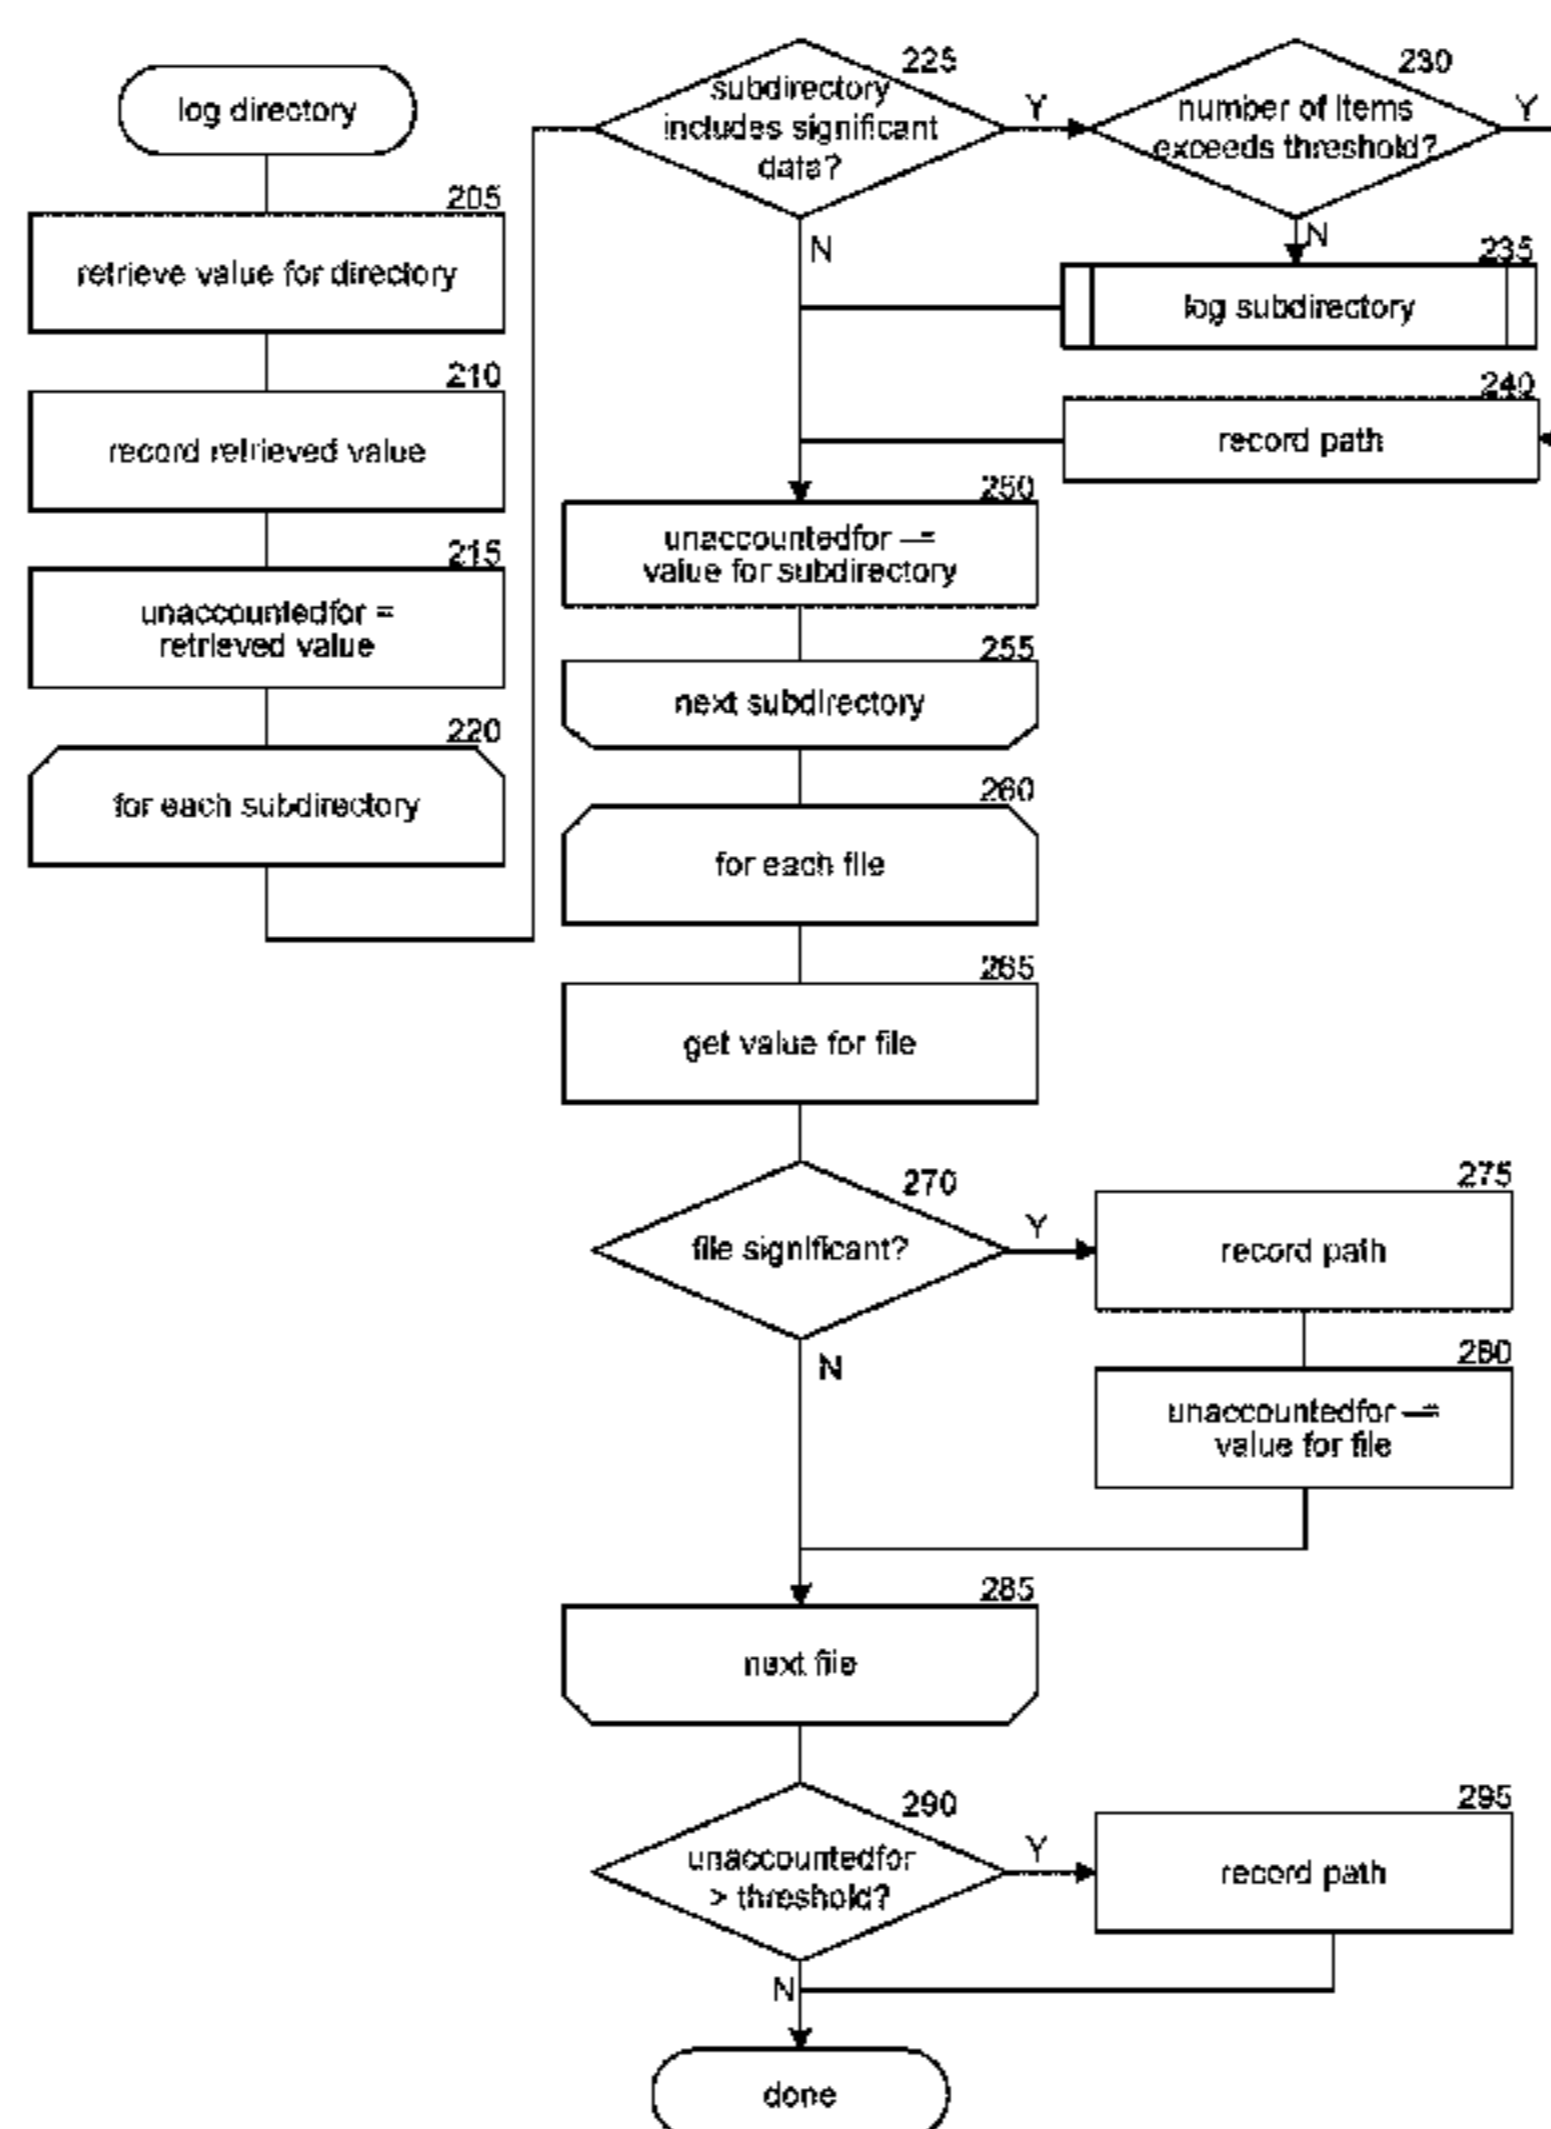 log directory
205
retrieve value for directory
210
record retrieved value
215
unaccountedfor =
retrieved value
220
for each subdirectory
225
subdirectory
includes significant
data?
Y
N
230
number of items
exceeds threshold?
Y
N
235
log subdirectory
240
record path
250
unaccountedfor −=
value for subdirectory
255
next subdirectory
260
for each file
265
get value for file
270
file significant?
Y
N
275
record path
280
unaccountedfor −=
value for file
285
next file
290
unaccountedfor
> threshold?
Y
N
295
record path
done